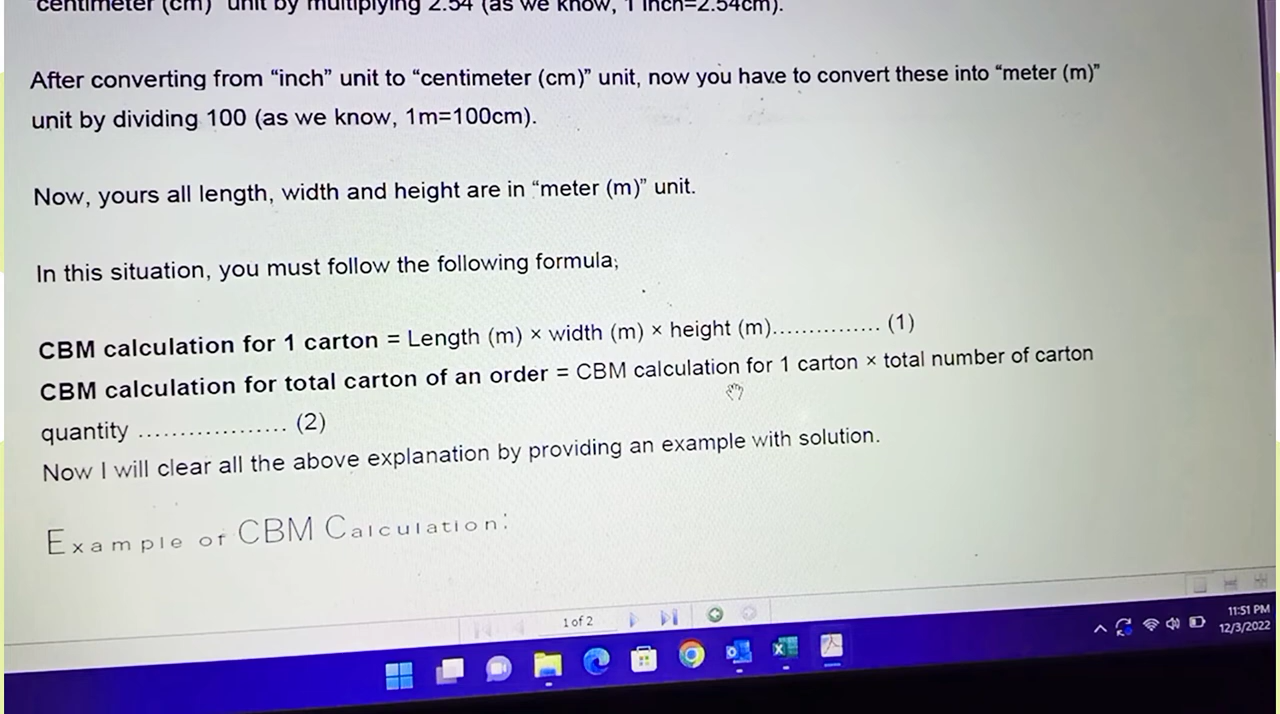 centimeter (cm)" unit by multiplying 2.54 (as we know, 1 inch=2.54cm).
After converting from “inch” unit to “centimeter (cm)” unit, now you have to convert these into “meter (m)”
unit by dividing 100 (as we know, 1m=100cm).
Now, yours all length, width and height are in “meter (m)” unit.
In this situation, you must follow the following formula;
CBM calculation for 1 carton = Length (m) × width (m) × height (m)............... (1)
CBM calculation for total carton of an order = CBM calculation for 1 carton × total number of carton
quantity .................. (2)
Now I will clear all the above explanation by providing an example with solution.
Example of CBM Calculation:
1 of 2
11:51 PM
12/3/2022